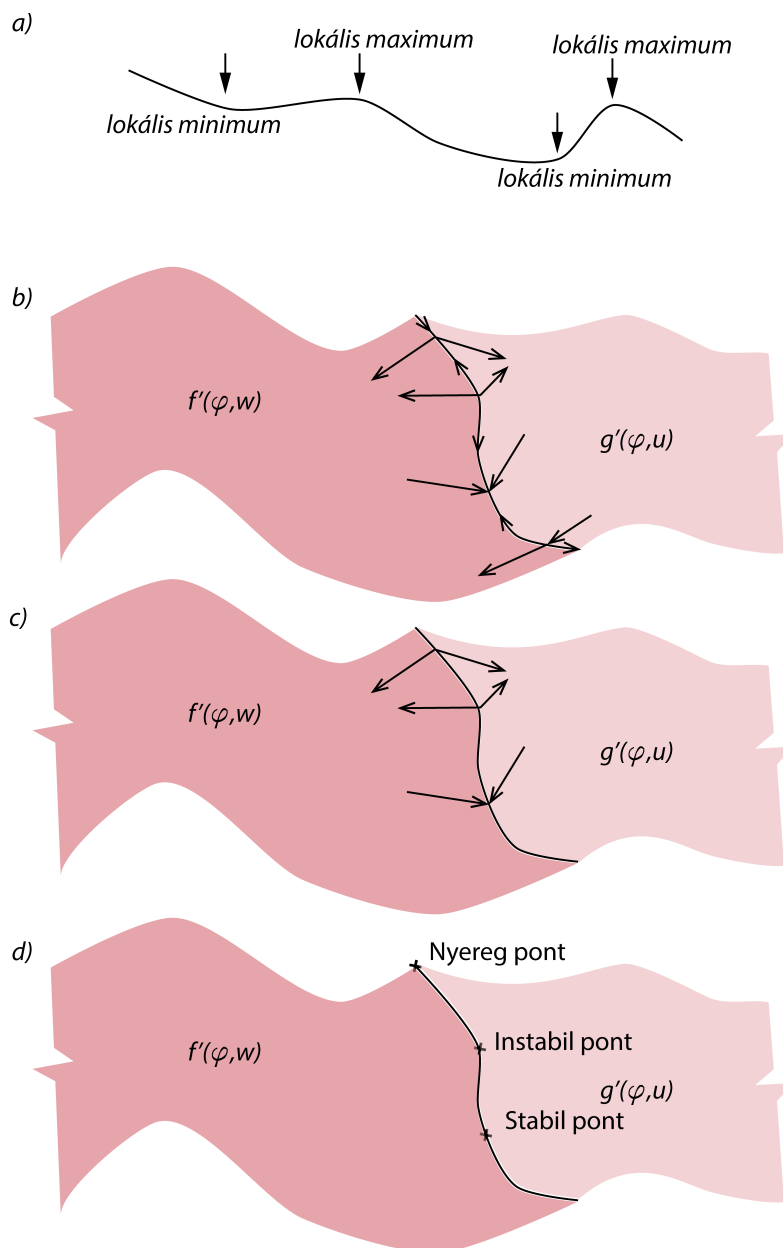 a)
lokális maximum
lokális maximum
lokális minimum
lokális minimum
b)
f'(φ,w)
g'(φ,u)
c)
f'(φ,w)
g'(φ,u)
d)
Nyereg pont
Instabil pont
f'(φ,w)
g'(φ,u)
Stabil pont